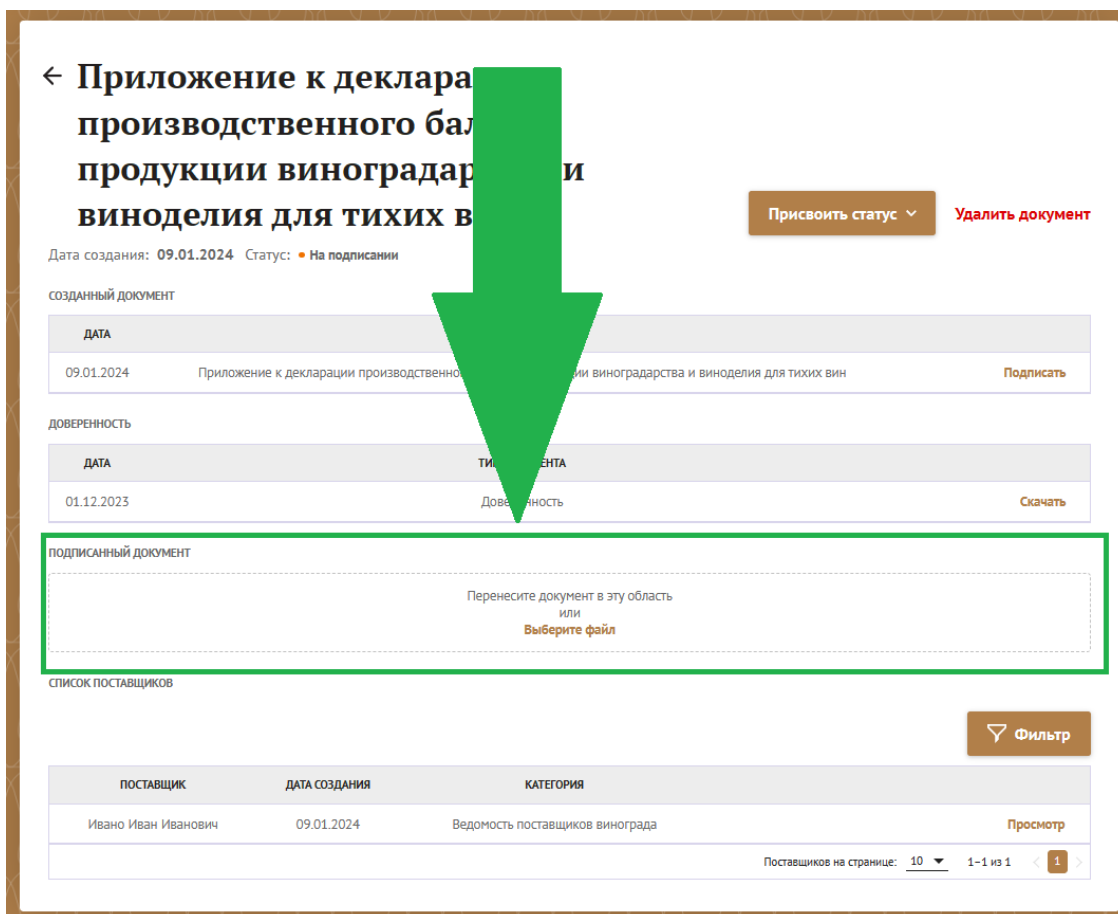 ← Приложение к деклара
производственного бал
продукции виноградар и
виноделия для тихих в
Присвоить статус
Удалить документ
Дата создания: 09.01.2024 Статус: • На подписании
СОЗДАННЫЙ ДОКУМЕНТ
ДАТА
09.01.2024 Приложение к декларации производственно ии виноградарства и виноделия для тихих вин Подписать
ДОВЕРЕННОСТЬ
ДАТА ТИ ЕНТА
01.12.2023 Дове нность Скачать
ПОДПИСАННЫЙ ДОКУМЕНТ
Перенесите документ в эту область
или
Выберите файл
СПИСОК ПОСТАВЩИКОВ
Фильтр
ПОСТАВЩИК ДАТА СОЗДАНИЯ КАТЕГОРИЯ
Ивано Иван Иванович 09.01.2024 Ведомость поставщиков винограда Просмотр
Поставщиков на странице: 10 1–1 из 1 < 1 >